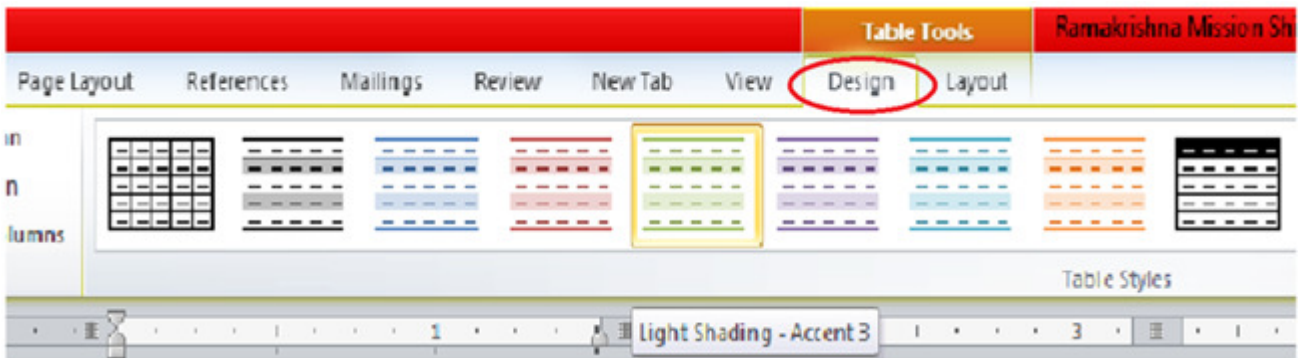 Table Tools Ramakrishna Mission Shi
Page Layout References Mailings Review New Tab View Design Layout
n
lumns
Table Styles
1 3
Light Shading - Accent 3